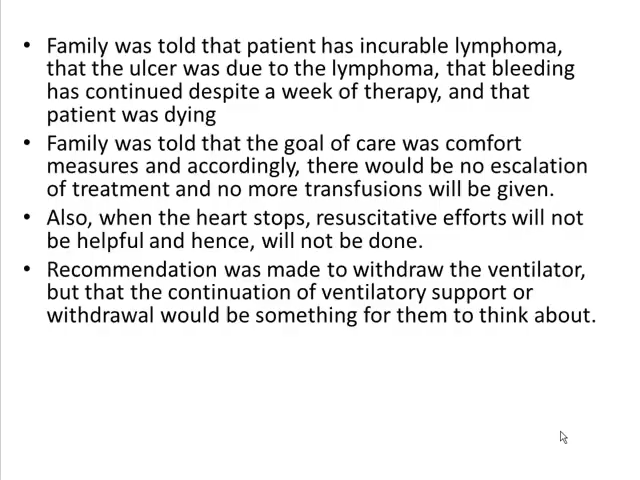 • Family was told that patient has incurable lymphoma,
that the ulcer was due to the lymphoma, that bleeding
has continued despite a week of therapy, and that
patient was dying
• Family was told that the goal of care was comfort
measures and accordingly, there would be no escalation
of treatment and no more transfusions will be given.
• Also, when the heart stops, resuscitative efforts will not
be helpful and hence, will not be done.
• Recommendation was made to withdraw the ventilator,
but that the continuation of ventilatory support or
withdrawal would be something for them to think about.